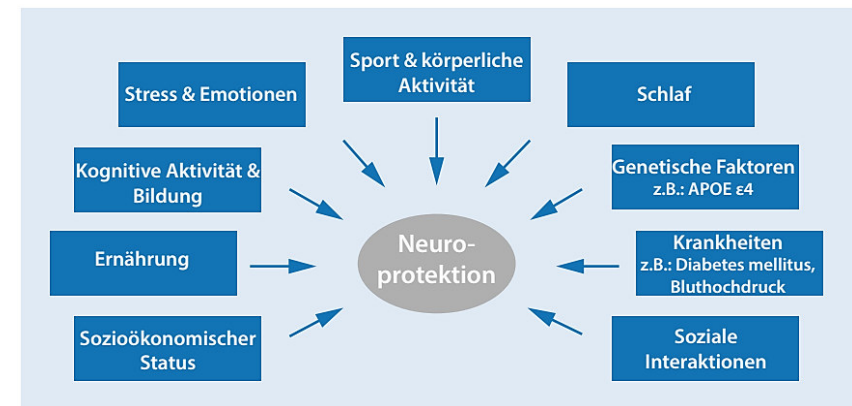 Sport & körperliche
Aktivität
Stress & Emotionen
Schlaf
Kognitive Aktivität &
Bildung
Genetische Faktoren
z.B.: APOE ε4
Neuro-
protektion
Ernährung
Krankheiten
z.B.: Diabetes mellitus,
Bluthochdruck
Sozioökonomischer
Status
Soziale
Interaktionen